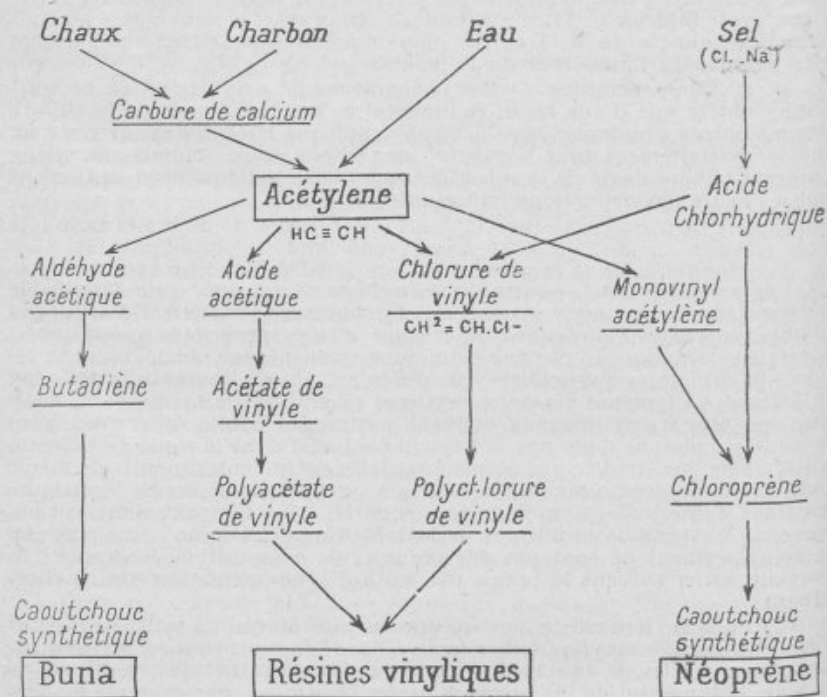 Chaux Charbon Eau Sel
(Cl. Na)
Carbure de calcium
Acétylene
HC ≡ CH
Acide
Chlorhydrique
Aldéhyde
acétique
Acide
acétique
Chlorure de
vinyle
CH² = CH.Cl-
Monovinyl
acétylène
Butadiène
Acétate de
vinyle
Polyacétate
de vinyle
Polychlorure
de vinyle
Chloroprène
Caoutchouc
synthétique
Buna
Résines vinyliques
Caoutchouc
synthétique
Néoprène